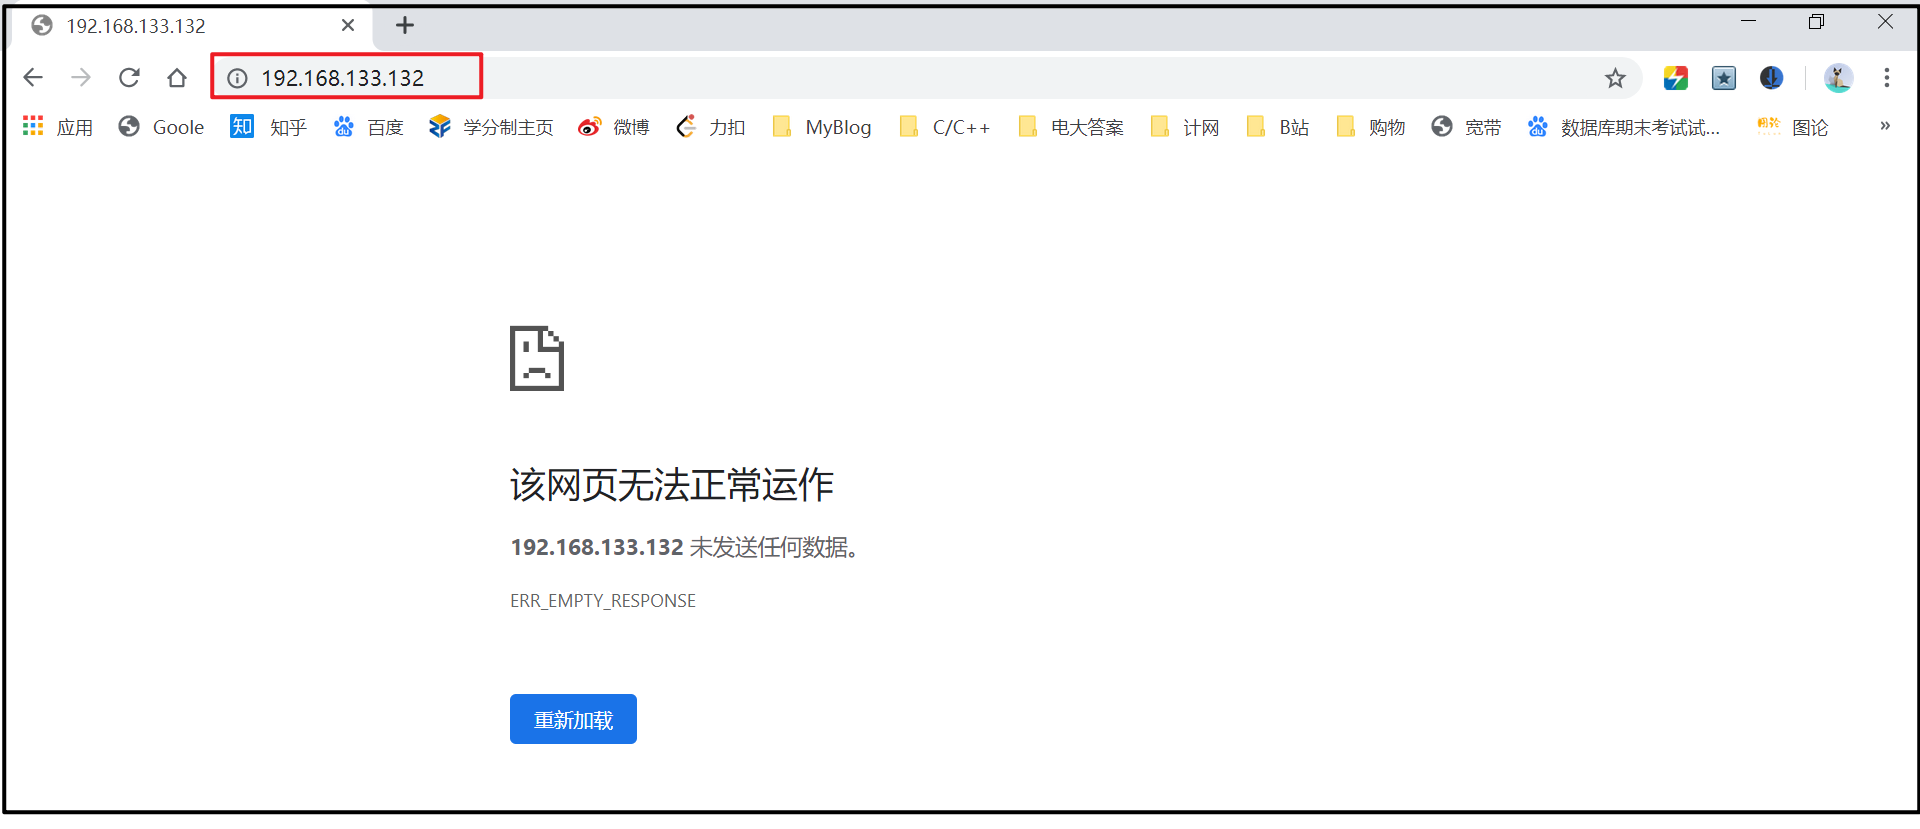 192.168.133.132
192.168.133.132
应用 Goole 知 知乎 du 百度 学分制主页 微博 力扣 MyBlog C/C++ 电大答案 计网 B站 购物 宽带 du 数据库期末考试试... 图论 »
该网页无法正常运作
192.168.133.132 未发送任何数据。
ERR_EMPTY_RESPONSE
重新加载